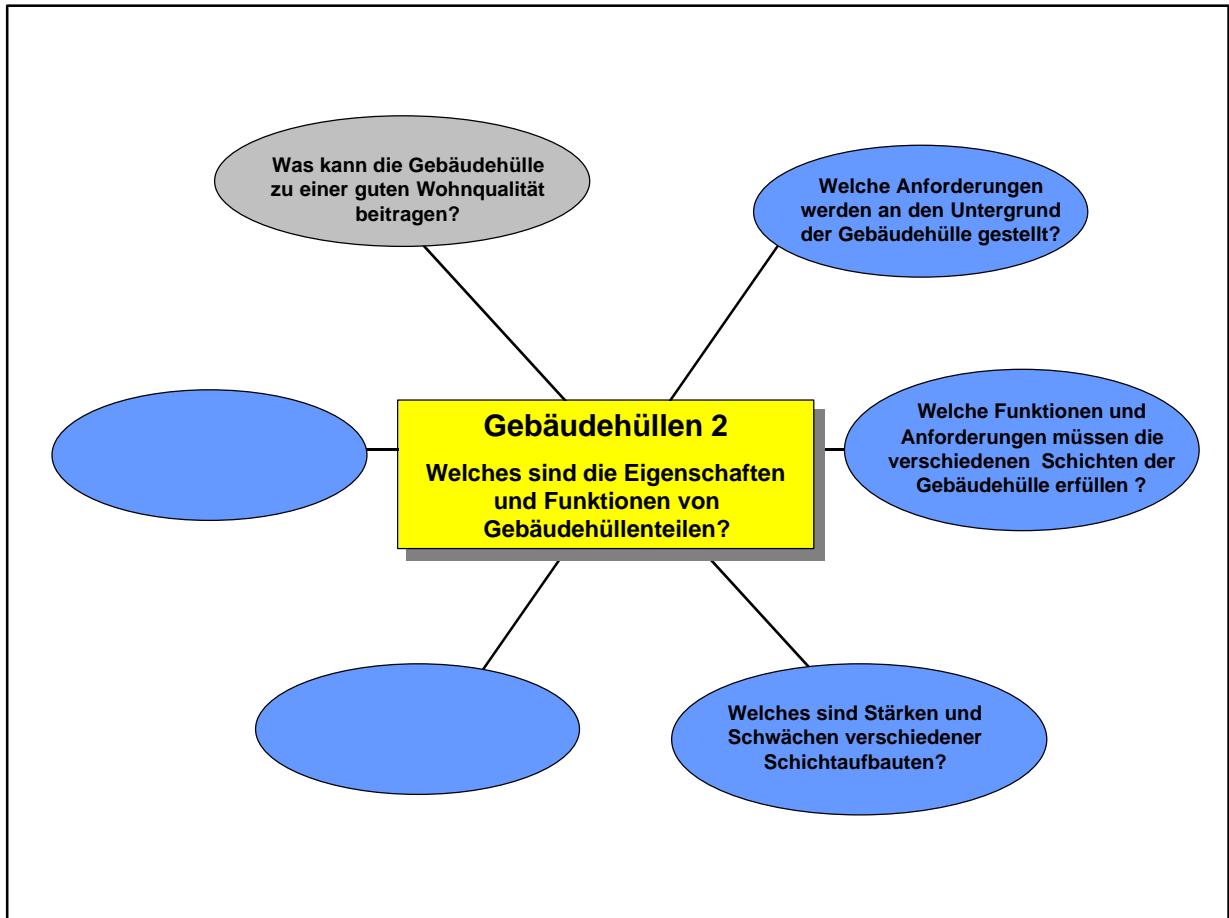 Was kann die Gebäudehülle
zu einer guten Wohnqualität
beitragen?
Welche Anforderungen
werden an den Untergrund
der Gebäudehülle gestellt?
Gebäudehüllen 2
Welches sind die Eigenschaften
und Funktionen von
Gebäudehüllenteilen?
Welche Funktionen und
Anforderungen müssen die
verschiedenen Schichten der
Gebäudehülle erfüllen ?
Welches sind Stärken und
Schwächen verschiedener
Schichtaufbauten?